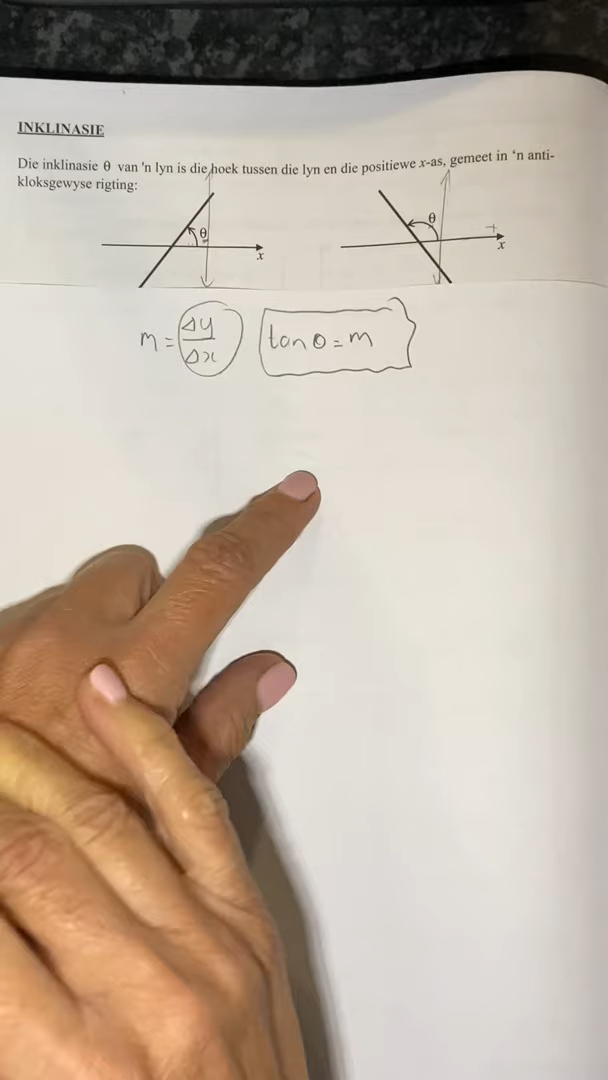 INKLINASIE
Die inklinasie θ van 'n lyn is die hoek tussen die lyn en die positiewe x-as, gemeet in 'n anti-
kloksgewyse rigting:
θ
x
θ
+
x
m = Δy/Δx
tan θ = m